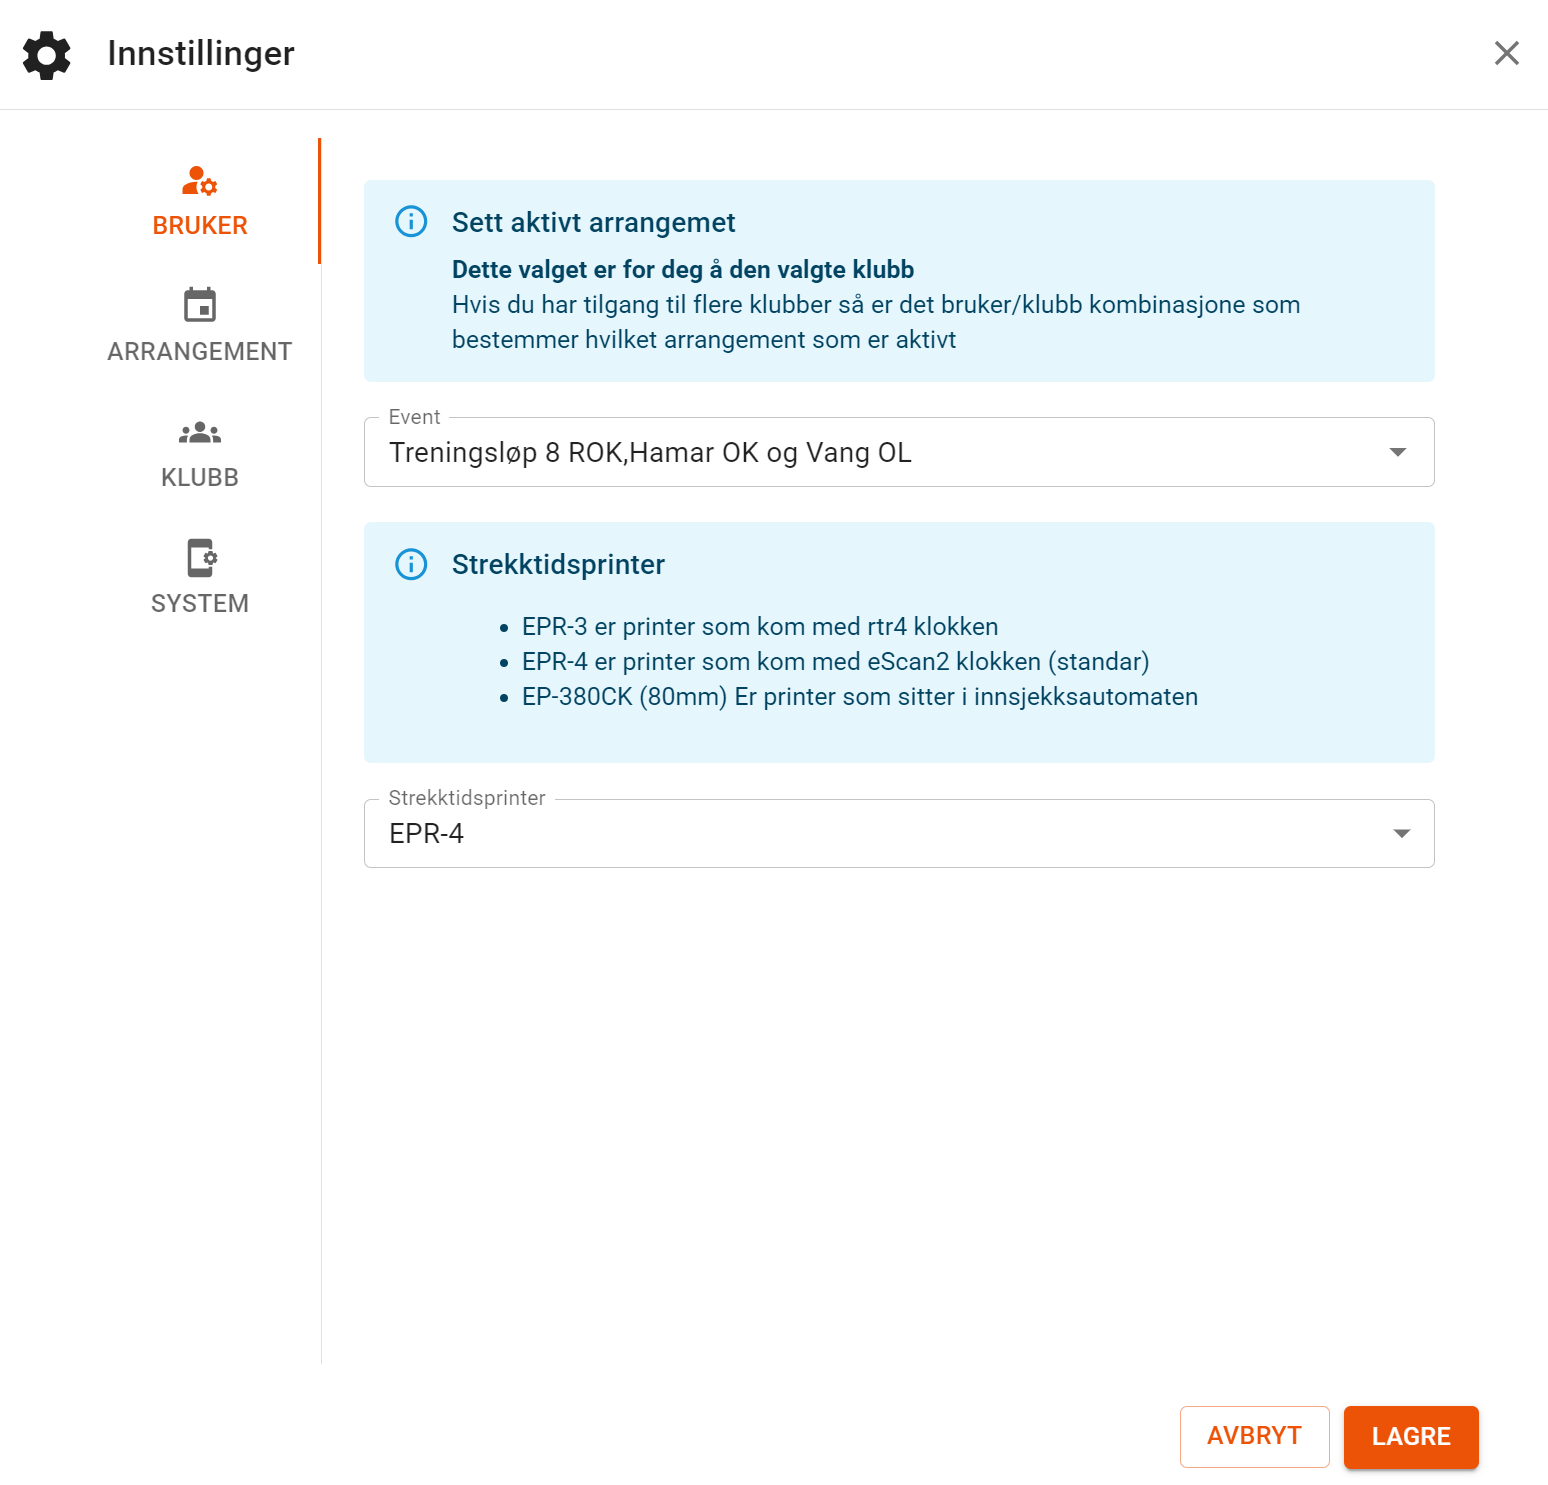 Innstillinger
BRUKER
ARRANGEMENT
KLUBB
SYSTEM
Sett aktivt arrangemet
Dette valget er for deg å den valgte klubb
Hvis du har tilgang til flere klubber så er det bruker/klubb kombinasjone som
bestemmer hvilket arrangement som er aktivt
Event
Treningsløp 8 ROK,Hamar OK og Vang OL
Strekktidsprinter
EPR-3 er printer som kom med rtr4 klokken
EPR-4 er printer som kom med eScan2 klokken (standar)
EP-380CK (80mm) Er printer som sitter i innsjekksautomaten
Strekktidsprinter
EPR-4
AVBRYT
LAGRE